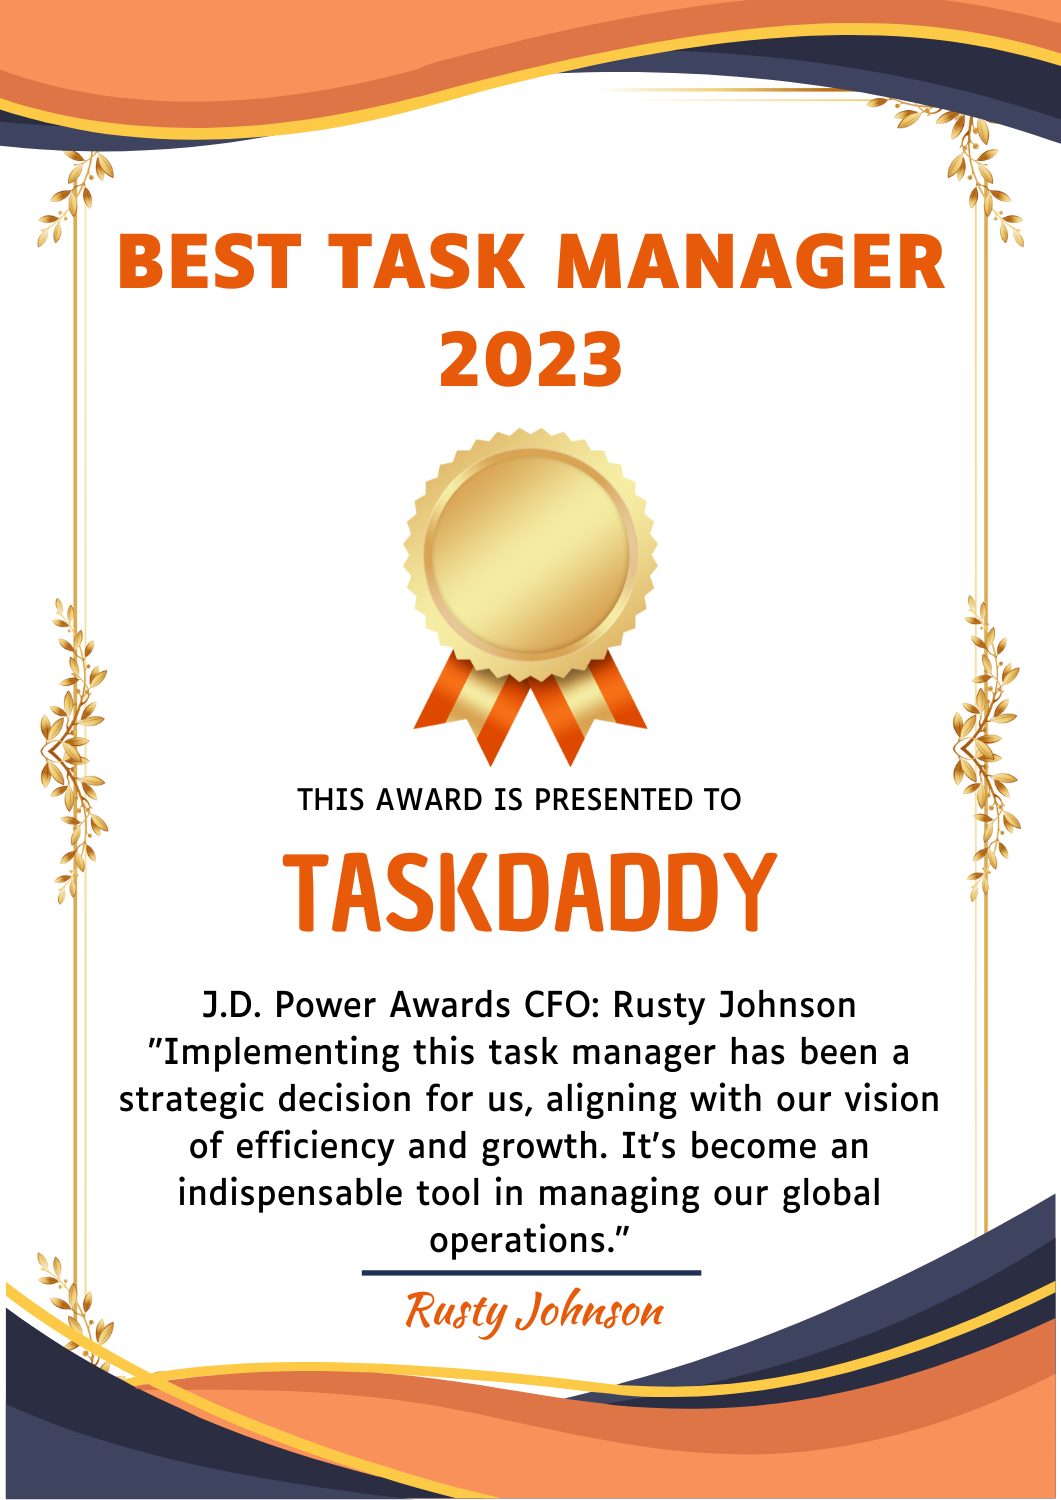 BEST TASK MANAGER
2023
THIS AWARD IS PRESENTED TO
TASKDADDY
J.D. Power Awards CFO: Rusty Johnson
"Implementing this task manager has been a
strategic decision for us, aligning with our vision
of efficiency and growth. It's become an
indispensable tool in managing our global
operations."
Rusty Johnson